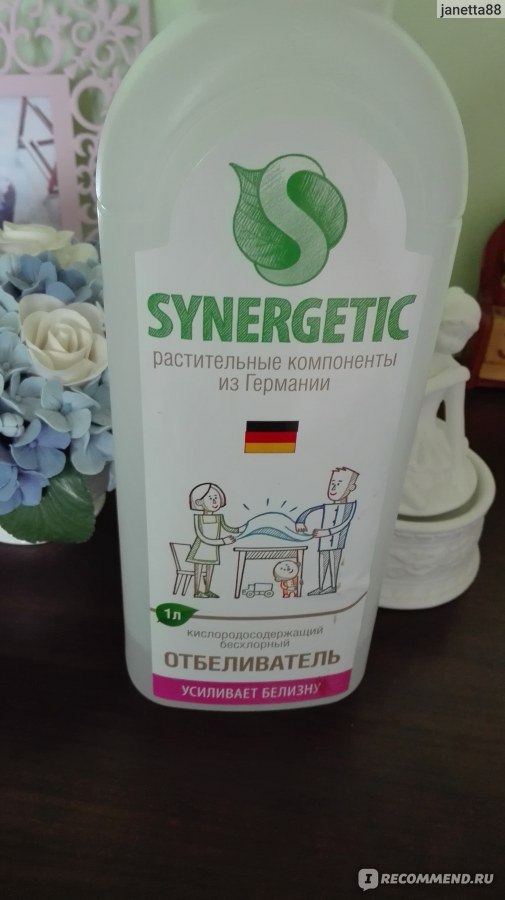 janetta88
SYNERGETIC
растительные компоненты
из Германии
1л
кислородосодержащий
бесхлорный
ОТБЕЛИВАТЕЛЬ
УСИЛИВАЕТ БЕЛИЗНУ
IRECOMMEND.RU